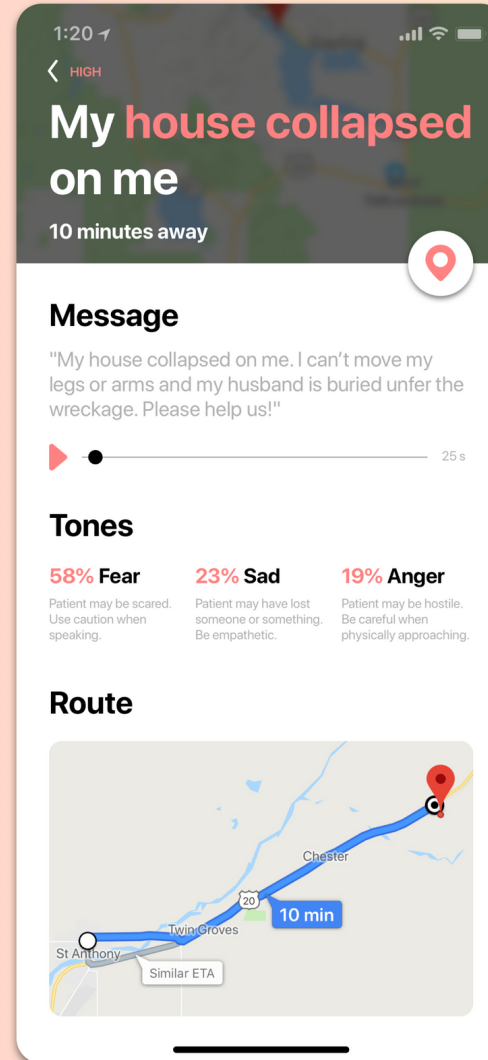 1:20
HIGH
My house collapsed
on me
10 minutes away
Message
"My house collapsed on me. I can't move my
legs or arms and my husband is buried unfer the
wreckage. Please help us!"
25 s
Tones
58% Fear
Patient may be scared.
Use caution when
speaking.
23% Sad
Patient may have lost
someone or something.
Be empathetic.
19% Anger
Patient may be hostile.
Be careful when
physically approaching.
Route
Chester
20
10 min
Twin Groves
St Anthony
Similar ETA